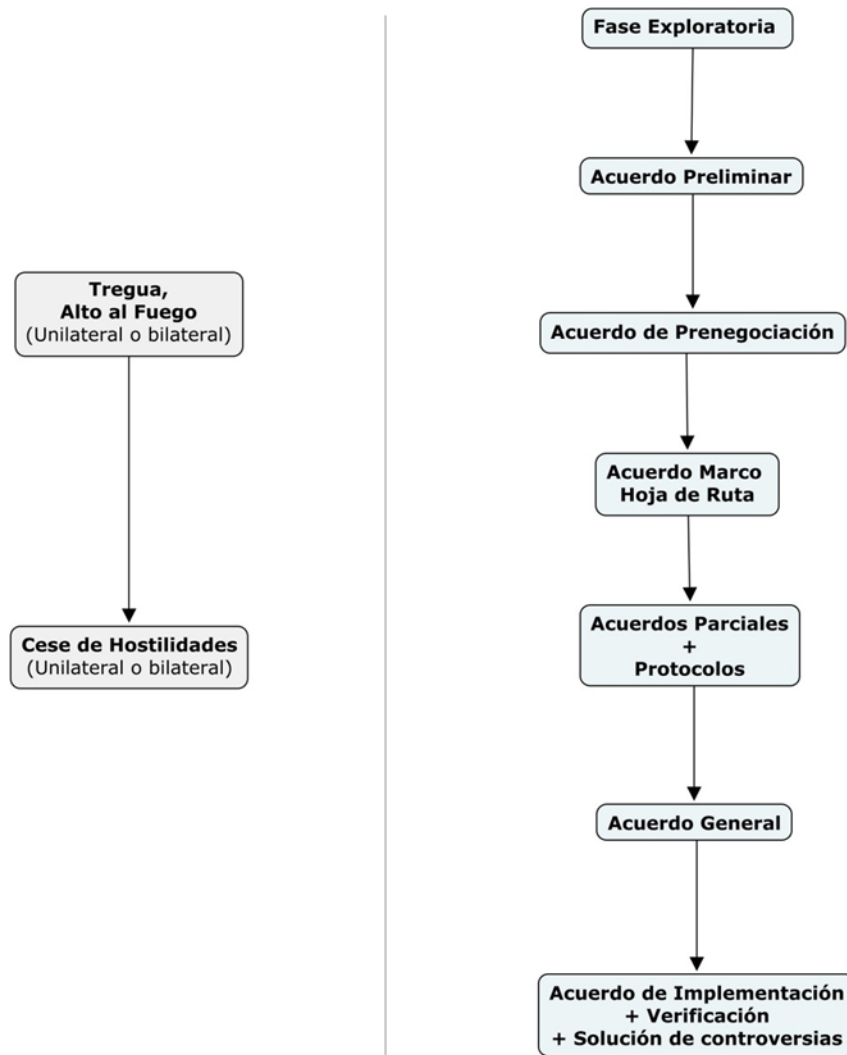 Fase Exploratoria
Acuerdo Preliminar
Tregua,
Alto al Fuego
(Unilateral o bilateral)
Acuerdo de Prenegociación
Acuerdo Marco
Hoja de Ruta
Cese de Hostilidades
(Unilateral o bilateral)
Acuerdos Parciales
+
Protocolos
Acuerdo General
Acuerdo de Implementación
+ Verificación
+ Solución de controversias